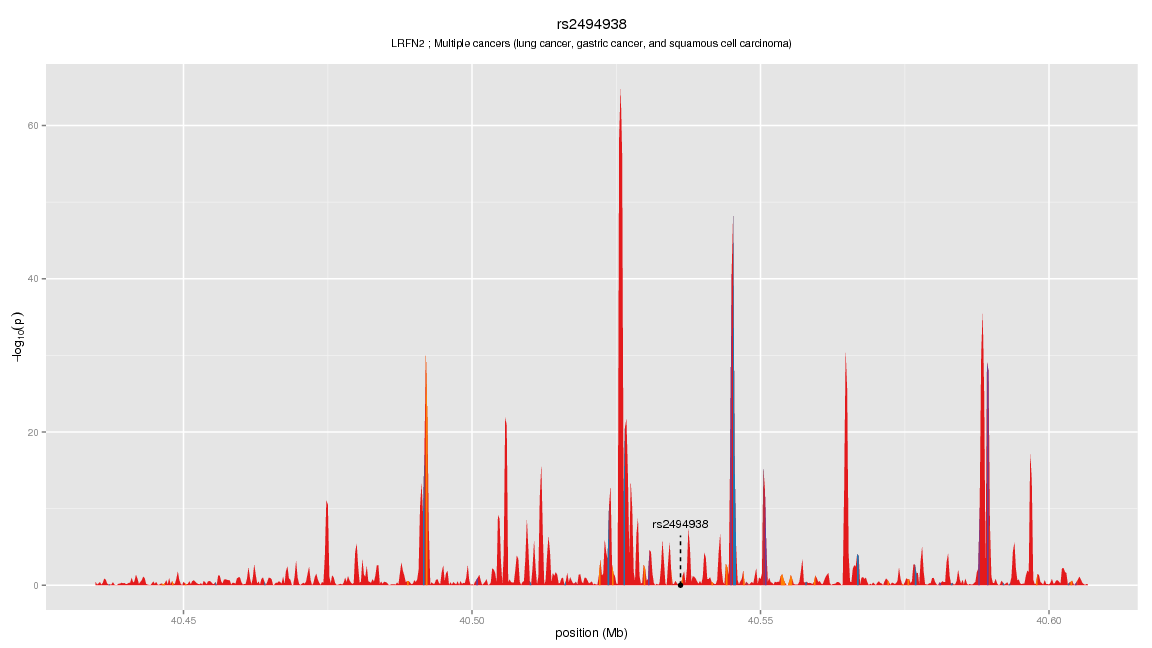 rs2494938
LRFN2 ; Multiple cancers (lung cancer, gastric cancer, and squamous cell carcinoma)
60
40
20
0
−log10(p)
rs2494938
40.45
40.50
40.55
40.60
position (Mb)